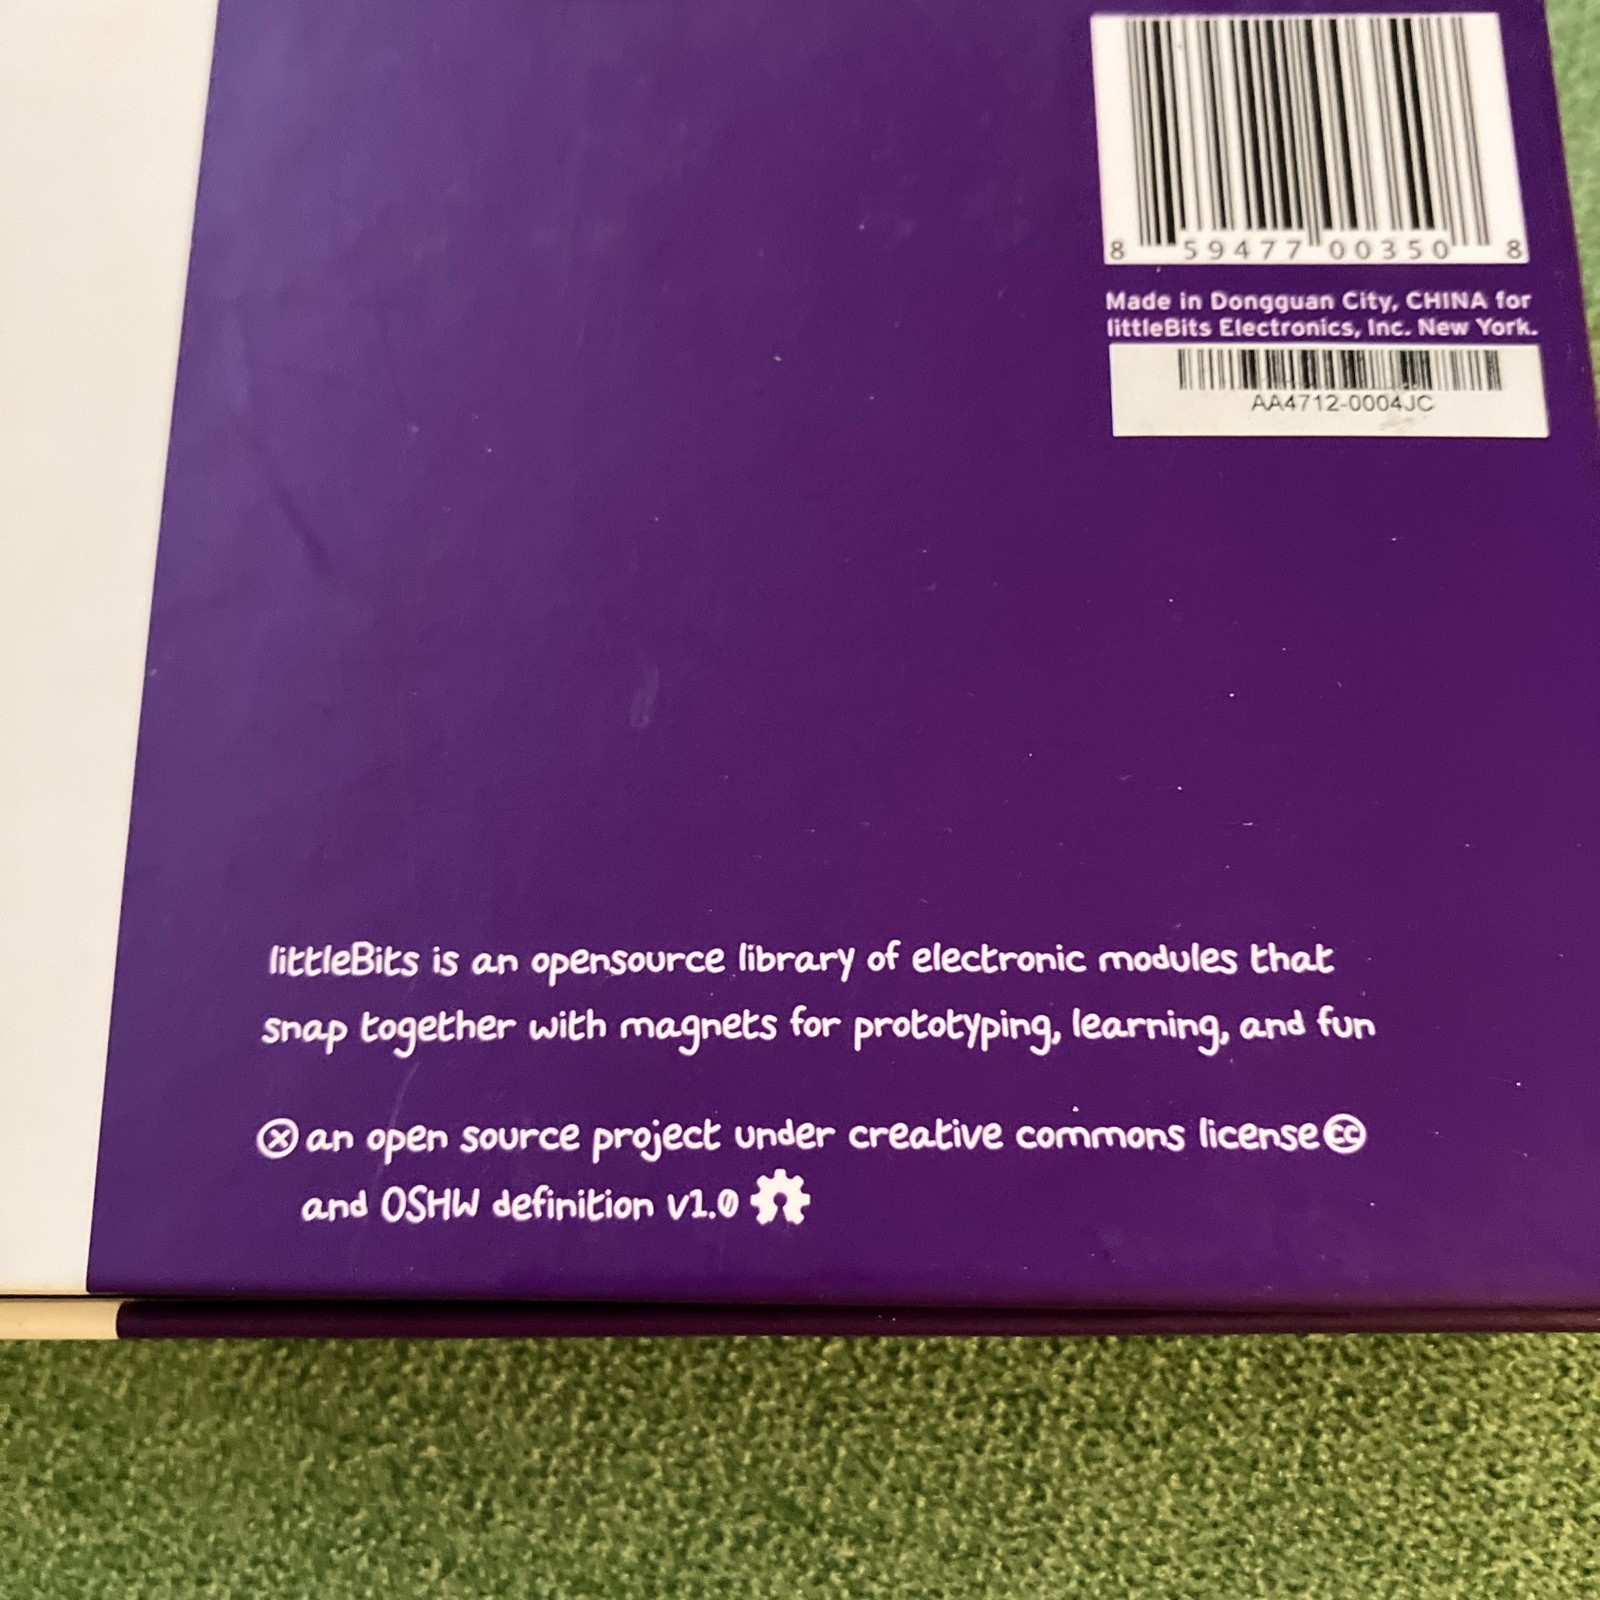 8 59477 00350 8
Made in Dongguan City, CHINA for
littleBits Electronics, Inc. New York.
AA4712-0004JC
littleBits is an opensource library of electronic modules that
snap together with magnets for prototyping, learning, and fun
an open source project under creative commons license cc
and OSHW definition v1.0